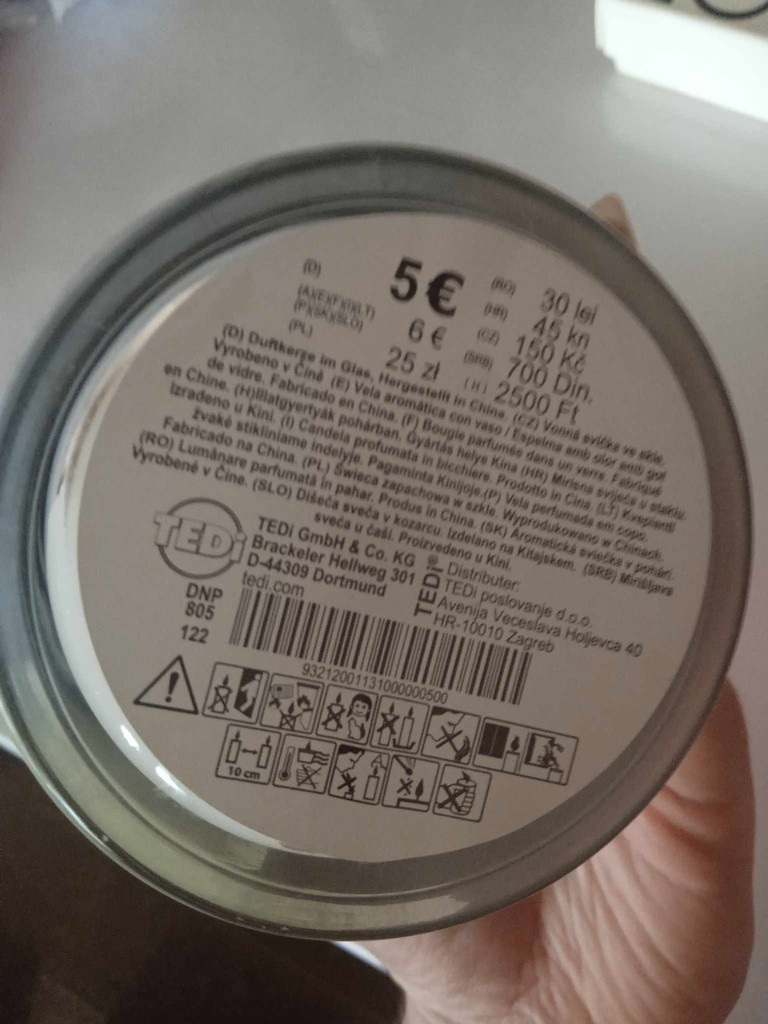 (D) 5 € (RO) 30 lei
(A)(E)(F)(I)(LT) (HR) 45 kn
(P)(SK)(SLO) 6 € (CZ) 150 Kč
(PL) 25 zł (SRB) 700 Din.
(H) 2500 Ft
(D) Duftkerze im Glas, Hergestellt in China. (CZ) Vonná svíčka ve skle.
Vyrobeno v Číně (E) Vela aromática con vaso / Espelma amb olor amb got
de vidre. Fabricado en China. (F) Bougie parfumée dans un verre. Fabriqué
en Chine. (H) Illatgyertyák pohárban. Gyártás helye Kína (HR) Mirisna svijeća u staklu.
Izrađeno u Kini. (I) Candela profumata in bicchiere. Prodotto in Cina. (LT) Kvepianti
žvakė stikliniame indelyje. Pagaminta Kinijoje. (P) Vela perfumada em copo.
Fabricado na China. (PL) Świeca zapachowa w szkle. Wyprodukowano w Chinach.
(RO) Lumânare parfumată în pahar. Produs in China. (SK) Aromatická sviečka v pohári.
Vyrobené v Číne. (SLO) Dišeča sveča v kozarcu. Izdelano na Kitajskem. (SRB) Mirišljava
sveća u čaši. Proizvedeno u Kini.
TEDi
TEDi GmbH & Co. KG
Brackeler Hellweg 301
D-44309 Dortmund
tedi.com
TEDi®
Distributer:
TEDI poslovanje d.o.o.
Avenija Veceslava Holjevca 40
HR-10010 Zagreb
DNP
805
122
93212001131000000500
10 cm